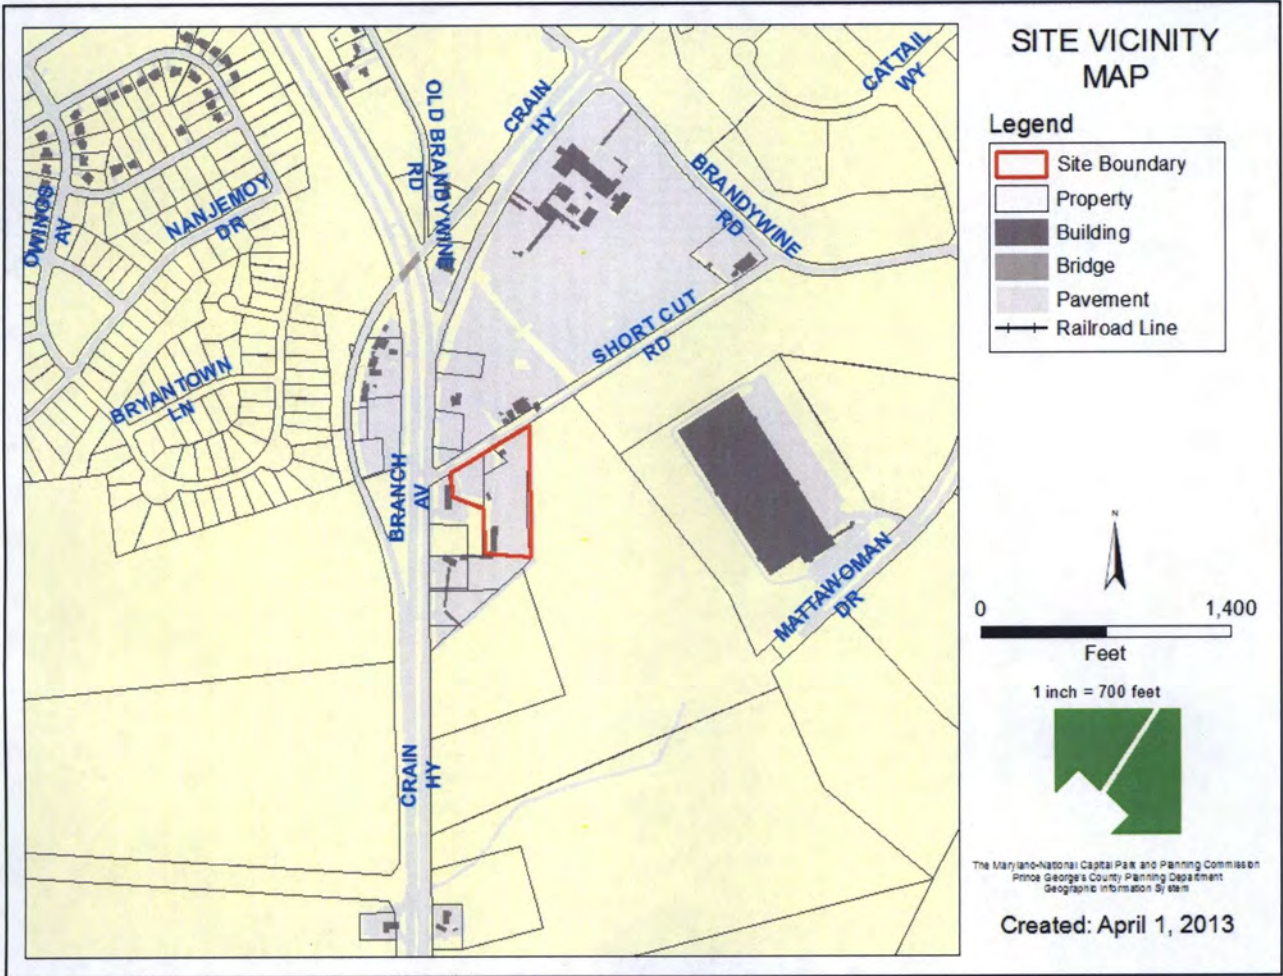 SITE VICINITY
MAP
Legend
Site Boundary
Property
Building
Bridge
Pavement
Railroad Line
CATTAIL
WY
CRAIN
HY
OLD BRANDYWINE
RD
BRANDYWINE
RD
OWINGS
AV
NANJEMOY
DR
SHORT CUT
RD
BRYANTOWN
LN
BRANCH
AV
MATTAWOMAN
DR
CRAIN
HY
N
0 1,400
Feet
1 inch = 700 feet
The Maryland-National Capital Park and Planning Commission
Prince George's County Planning Department
Geographic Information System
Created: April 1, 2013